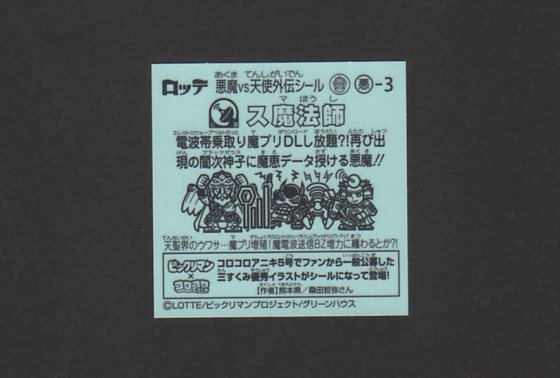 ロッテ 悪魔VS天使外伝シール 悪-3
ス魔法師
電波帯乗取り魔プリDLし放題?!再び出
現の闇次神子に魔恵データ授ける悪魔!!
天聖界のウワサ…魔プリ増殖!魔電波送信BZ増力に纏わるとか?!
ビックリマン × コロコロアニキ
コロコロアニキ5号でファンから一般公募した
三すくみ優秀イラストがシールになって登場!
【作者】熊本県/桑田哲弥さん
©LOTTE/ビックリマンプロジェクト/グリーンハウス